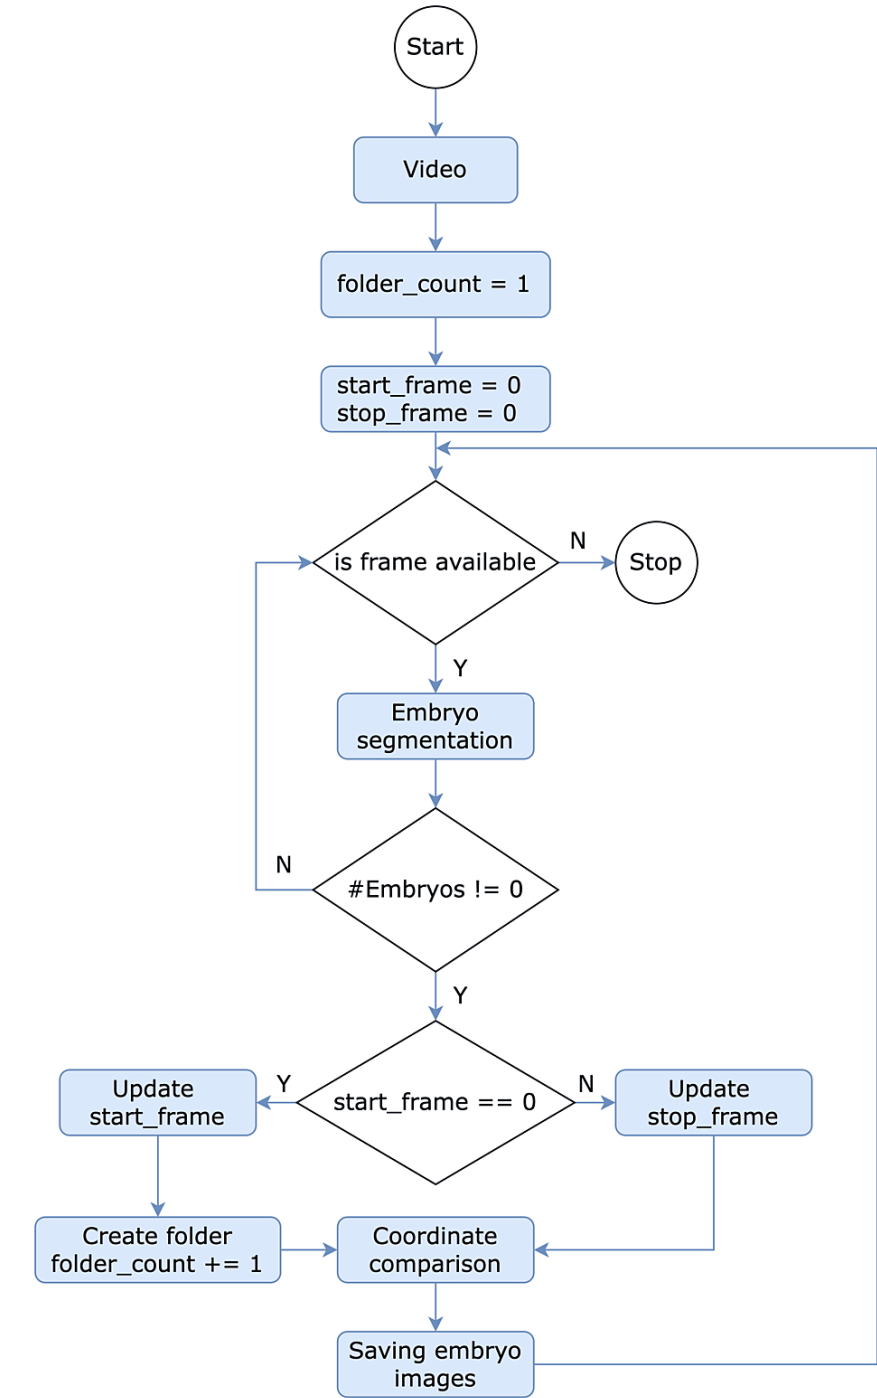 Start
Video
folder_count = 1
start_frame = 0
stop_frame = 0
is frame available
N
Stop
Y
Embryo
segmentation
N
#Embryos != 0
Y
Update
start_frame
Y
start_frame == 0
N
Update
stop_frame
Create folder
folder_count += 1
Coordinate
comparison
Saving embryo
images